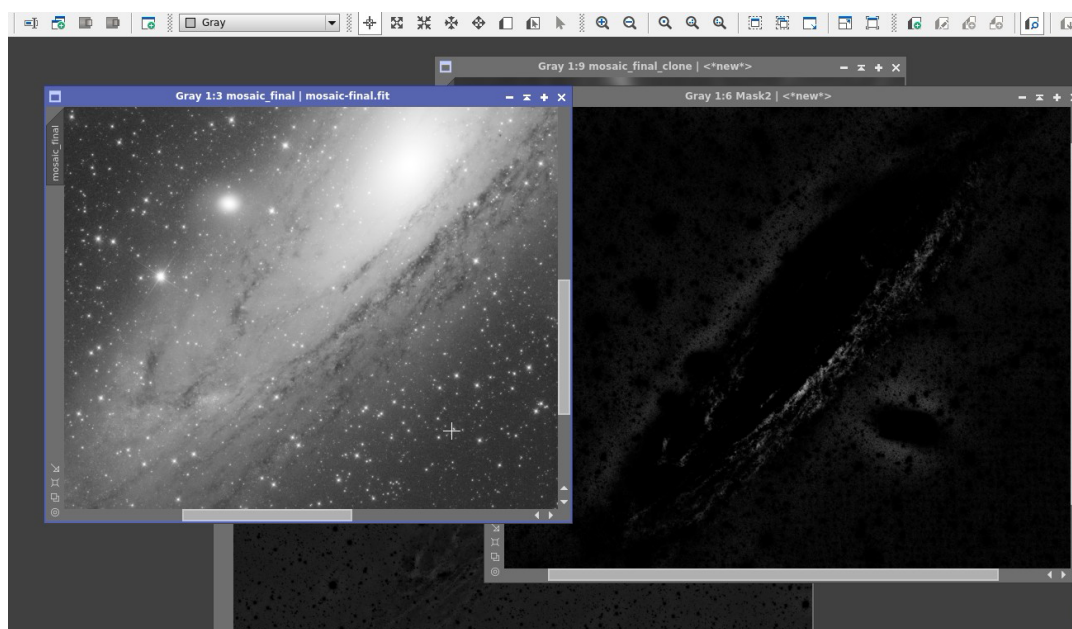 Gray
Gray 1:9 mosaic_final_clone | <*new*>
Gray 1:3 mosaic_final | mosaic-final.fit
Gray 1:6 Mask2 | <*new*>
mosaic_final